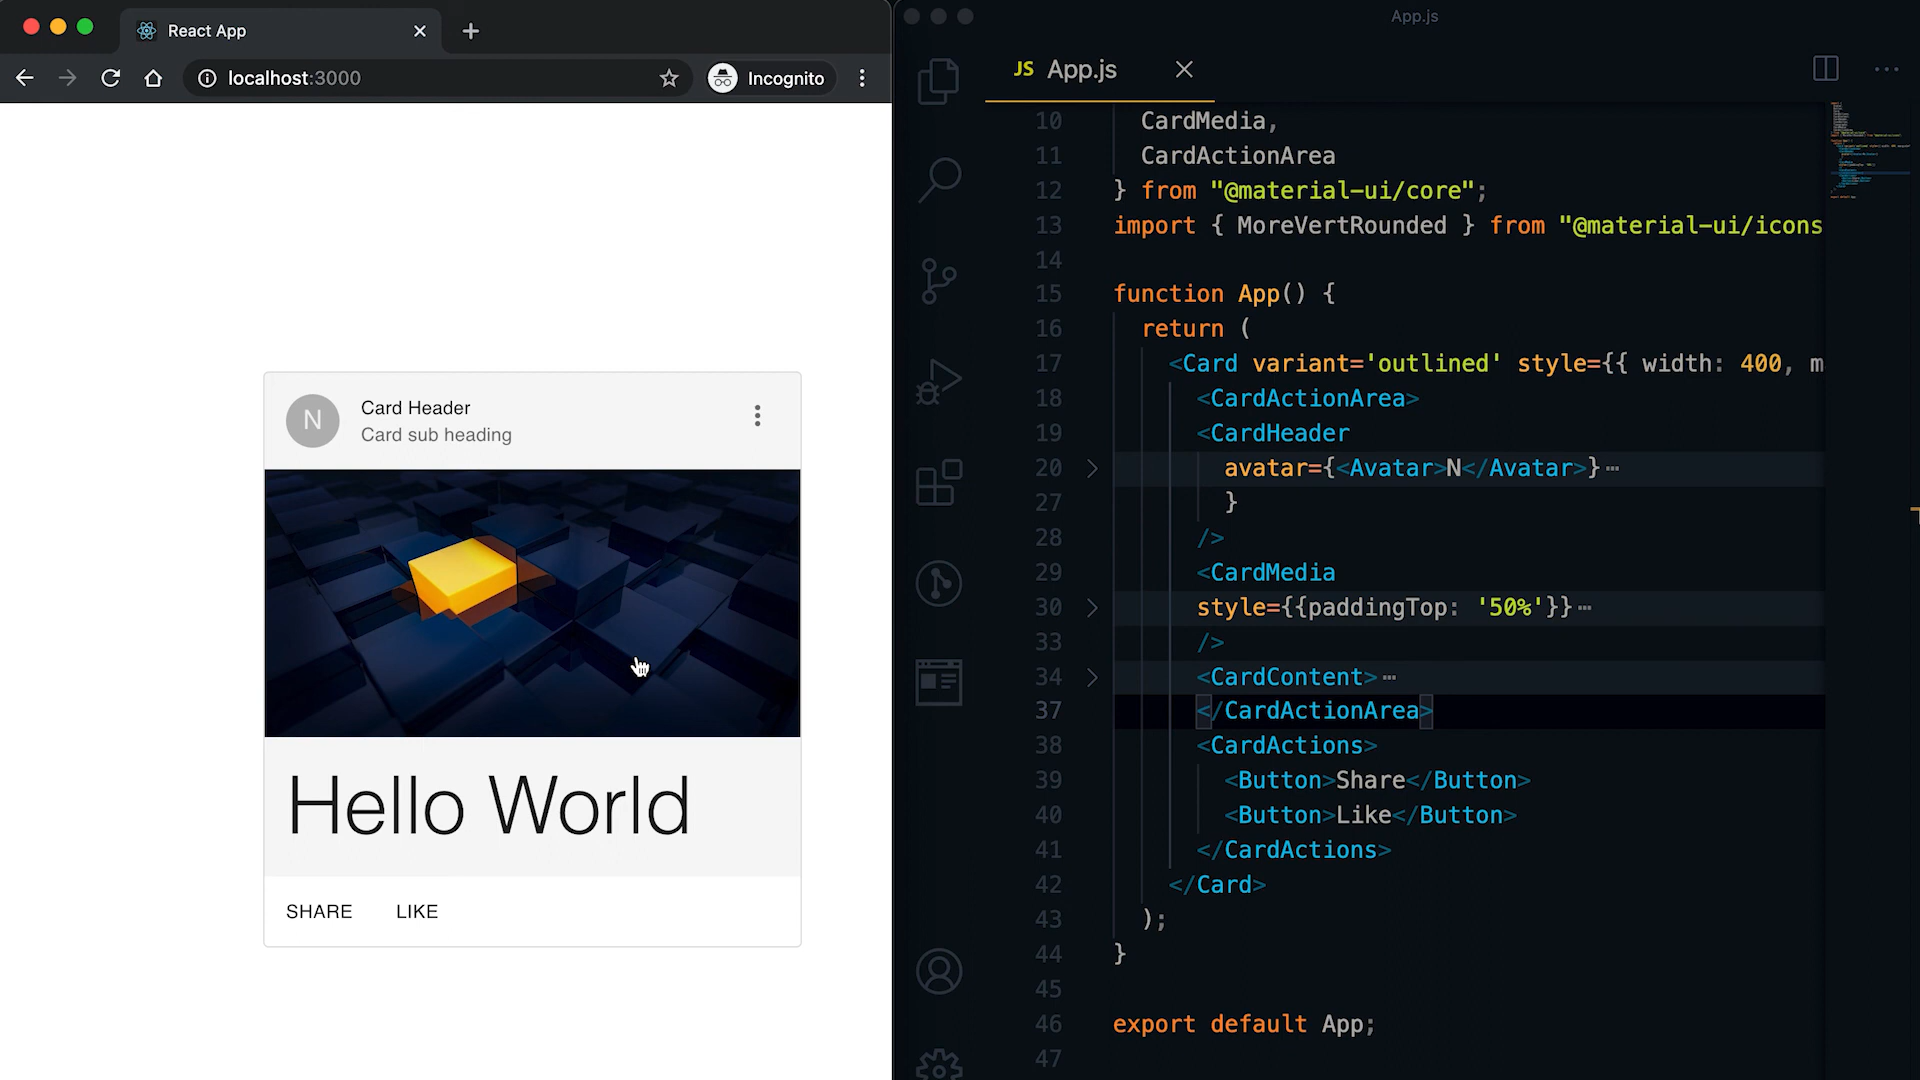 React App
localhost:3000
Incognito
N
Card Header
Card sub heading
Hello World
SHARE
LIKE
App.js
JS App.js
10 CardMedia,
11 CardActionArea
12 } from "@material-ui/core";
13 import { MoreVertRounded } from "@material-ui/icons
14
15 function App() {
16 return (
17 <Card variant='outlined' style={{ width: 400, m
18 <CardActionArea>
19 <CardHeader
20 avatar={<Avatar>N</Avatar>}
27 }
28 />
29 <CardMedia
30 style={{paddingTop: '50%'}}
33 />
34 <CardContent>
37 </CardActionArea>
38 <CardActions>
39 <Button>Share</Button>
40 <Button>Like</Button>
41 </CardActions>
42 </Card>
43 );
44 }
45
46 export default App;
47